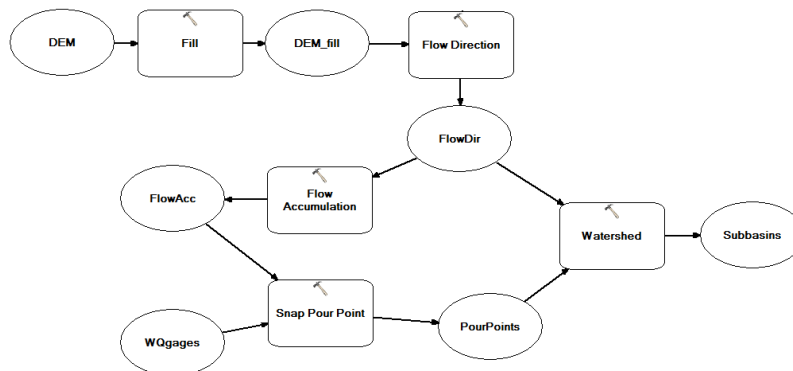 DEM
Fill
DEM_fill
Flow Direction
FlowDir
FlowAcc
Flow
Accumulation
Watershed
Subbasins
WQgages
Snap Pour Point
PourPoints